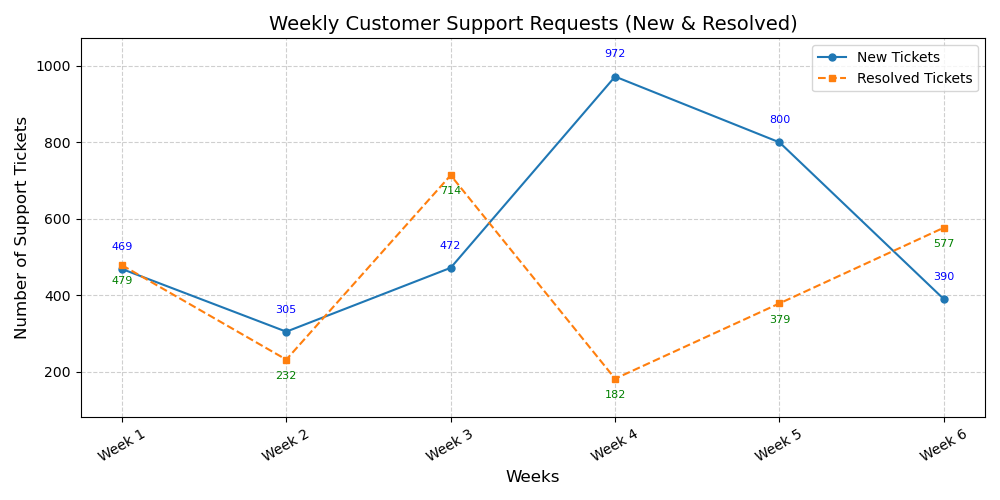 Weekly Customer Support Requests (New & Resolved)
New Tickets
Resolved Tickets
Number of Support Tickets
1000
800
600
400
200
469
305
472
972
800
390
479
232
714
182
379
577
Week 1
Week 2
Week 3
Week 4
Week 5
Week 6
Weeks